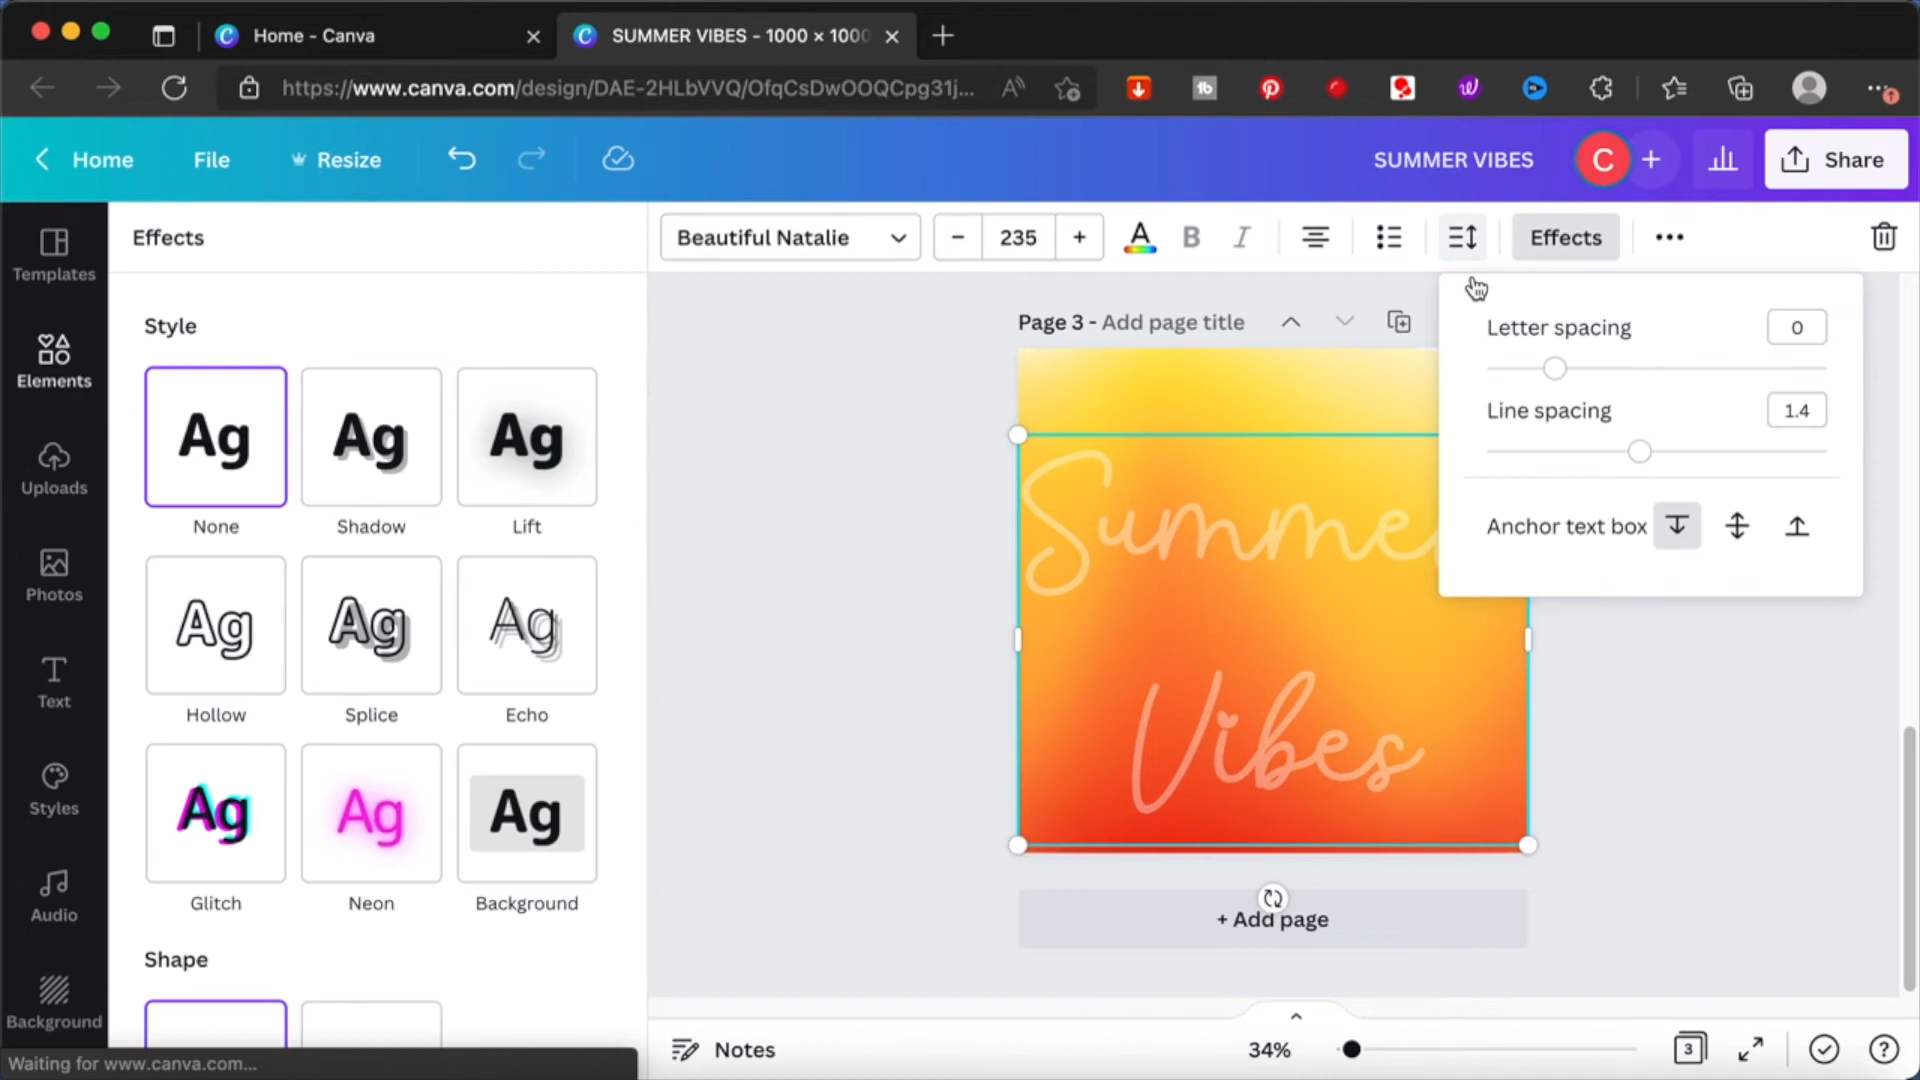 Home - Canva
SUMMER VIBES - 1000 × 1000
https://www.canva.com/design/DAE-2HLbVVQ/OfqCsDwOOQCpg31j...
Home
File
Resize
SUMMER VIBES
C
Share
Effects
Beautiful Natalie
235
A
B
I
Effects
Templates
Elements
Uploads
Photos
Text
Styles
Audio
Background
Style
Ag
Ag
Ag
None
Shadow
Lift
Ag
Ag
Ag
Hollow
Splice
Echo
Ag
Ag
Ag
Glitch
Neon
Background
Shape
Page 3 - Add page title
Summe
Vibes
Letter spacing
0
Line spacing
1.4
Anchor text box
+ Add page
Notes
34%
3
Waiting for www.canva.com...